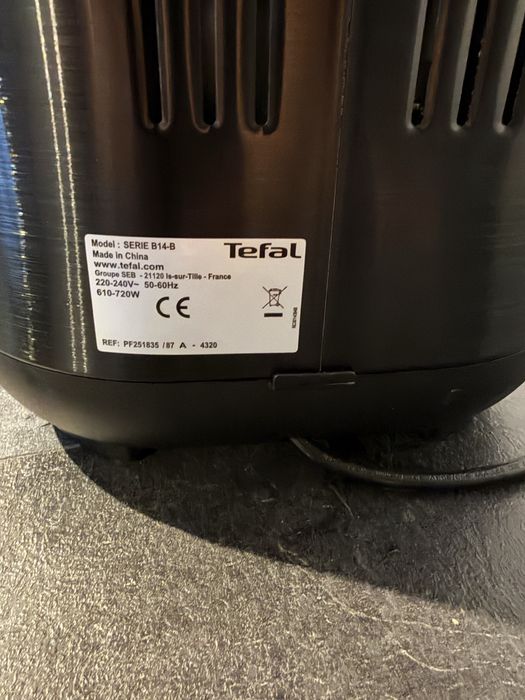 Model : SERIE B14-B
Tefal
Made in China
www.tefal.com
Groupe SEB - 21120 Is-sur-Tille - France
220-240V~ 50-60Hz
610-720W
CE
REF: PF251835 /87 A - 4320